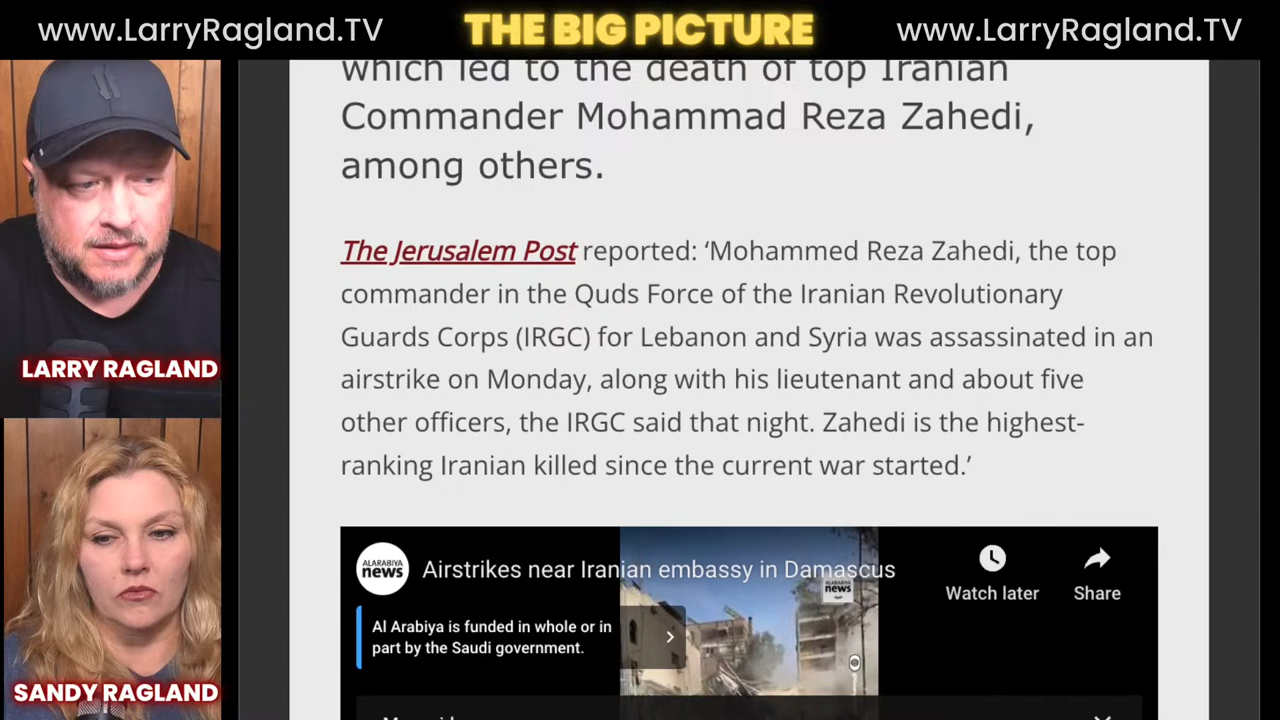 www.LarryRagland.TV
THE BIG PICTURE
www.LarryRagland.TV
which led to the death of top Iranian
Commander Mohammad Reza Zahedi,
among others.
The Jerusalem Post reported: ‘Mohammed Reza Zahedi, the top
commander in the Quds Force of the Iranian Revolutionary
Guards Corps (IRGC) for Lebanon and Syria was assassinated in an
airstrike on Monday, along with his lieutenant and about five
other officers, the IRGC said that night. Zahedi is the highest-
ranking Iranian killed since the current war started.’
LARRY RAGLAND
SANDY RAGLAND
ALARABIYA
news
Airstrikes near Iranian embassy in Damascus
ALARABIYA
news
Watch later
Share
Al Arabiya is funded in whole or in
part by the Saudi government.